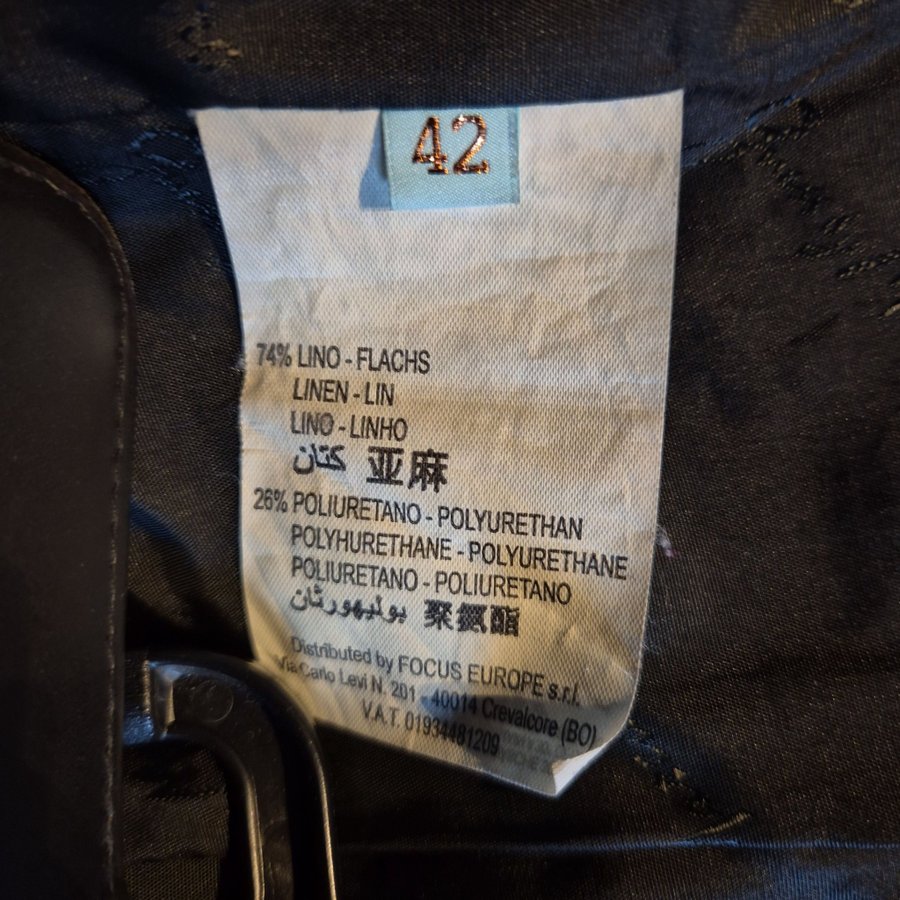 42
74% LINO - FLACHS
LINEN - LIN
LINO - LINHO
كتان 亚麻
26% POLIURETANO - POLYURETHAN
POLYHURETHANE - POLYURETHANE
POLIURETANO - POLIURETANO
بوليهورثان 聚氨酯
Distributed by FOCUS EUROPE s.r.l.
Via Carlo Levi N. 201 - 40014 Crevalcore (BO)
V.A.T. 01934481209